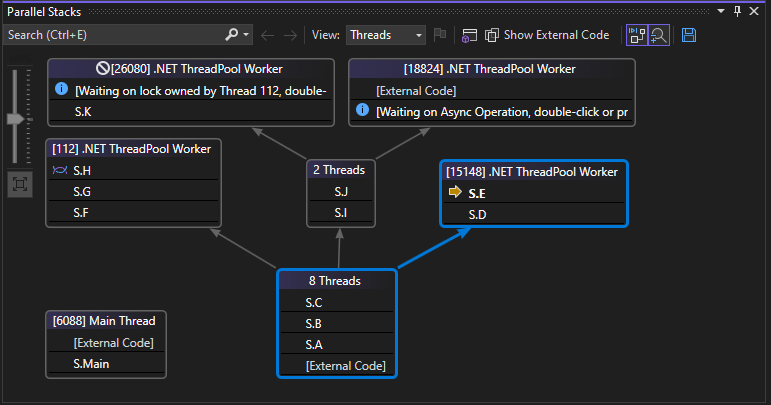 Parallel Stacks
Search (Ctrl+E)
View: Threads
Show External Code
[26080] .NET ThreadPool Worker
[Waiting on lock owned by Thread 112, double-
S.K
[18824] .NET ThreadPool Worker
[External Code]
[Waiting on Async Operation, double-click or pr
[112] .NET ThreadPool Worker
S.H
S.G
S.F
2 Threads
S.J
S.I
[15148] .NET ThreadPool Worker
S.E
S.D
8 Threads
S.C
S.B
S.A
[External Code]
[6088] Main Thread
[External Code]
S.Main